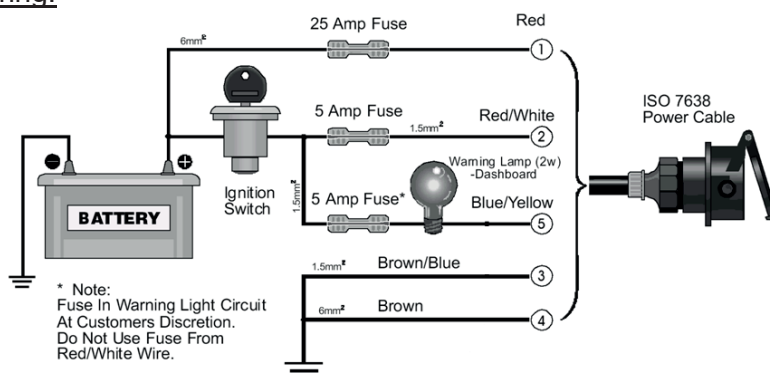 25 Amp Fuse
Red
6mm²
1
5 Amp Fuse
Red/White
1.5mm²
2
ISO 7638
Power Cable
Ignition
Switch
1.5mm²
Warning Lamp (2w)
-Dashboard
5 Amp Fuse*
Blue/Yellow
5
BATTERY
1.5mm²
Brown/Blue
3
6mm²
Brown
4
* Note:
Fuse In Warning Light Circuit
At Customers Discretion.
Do Not Use Fuse From
Red/White Wire.